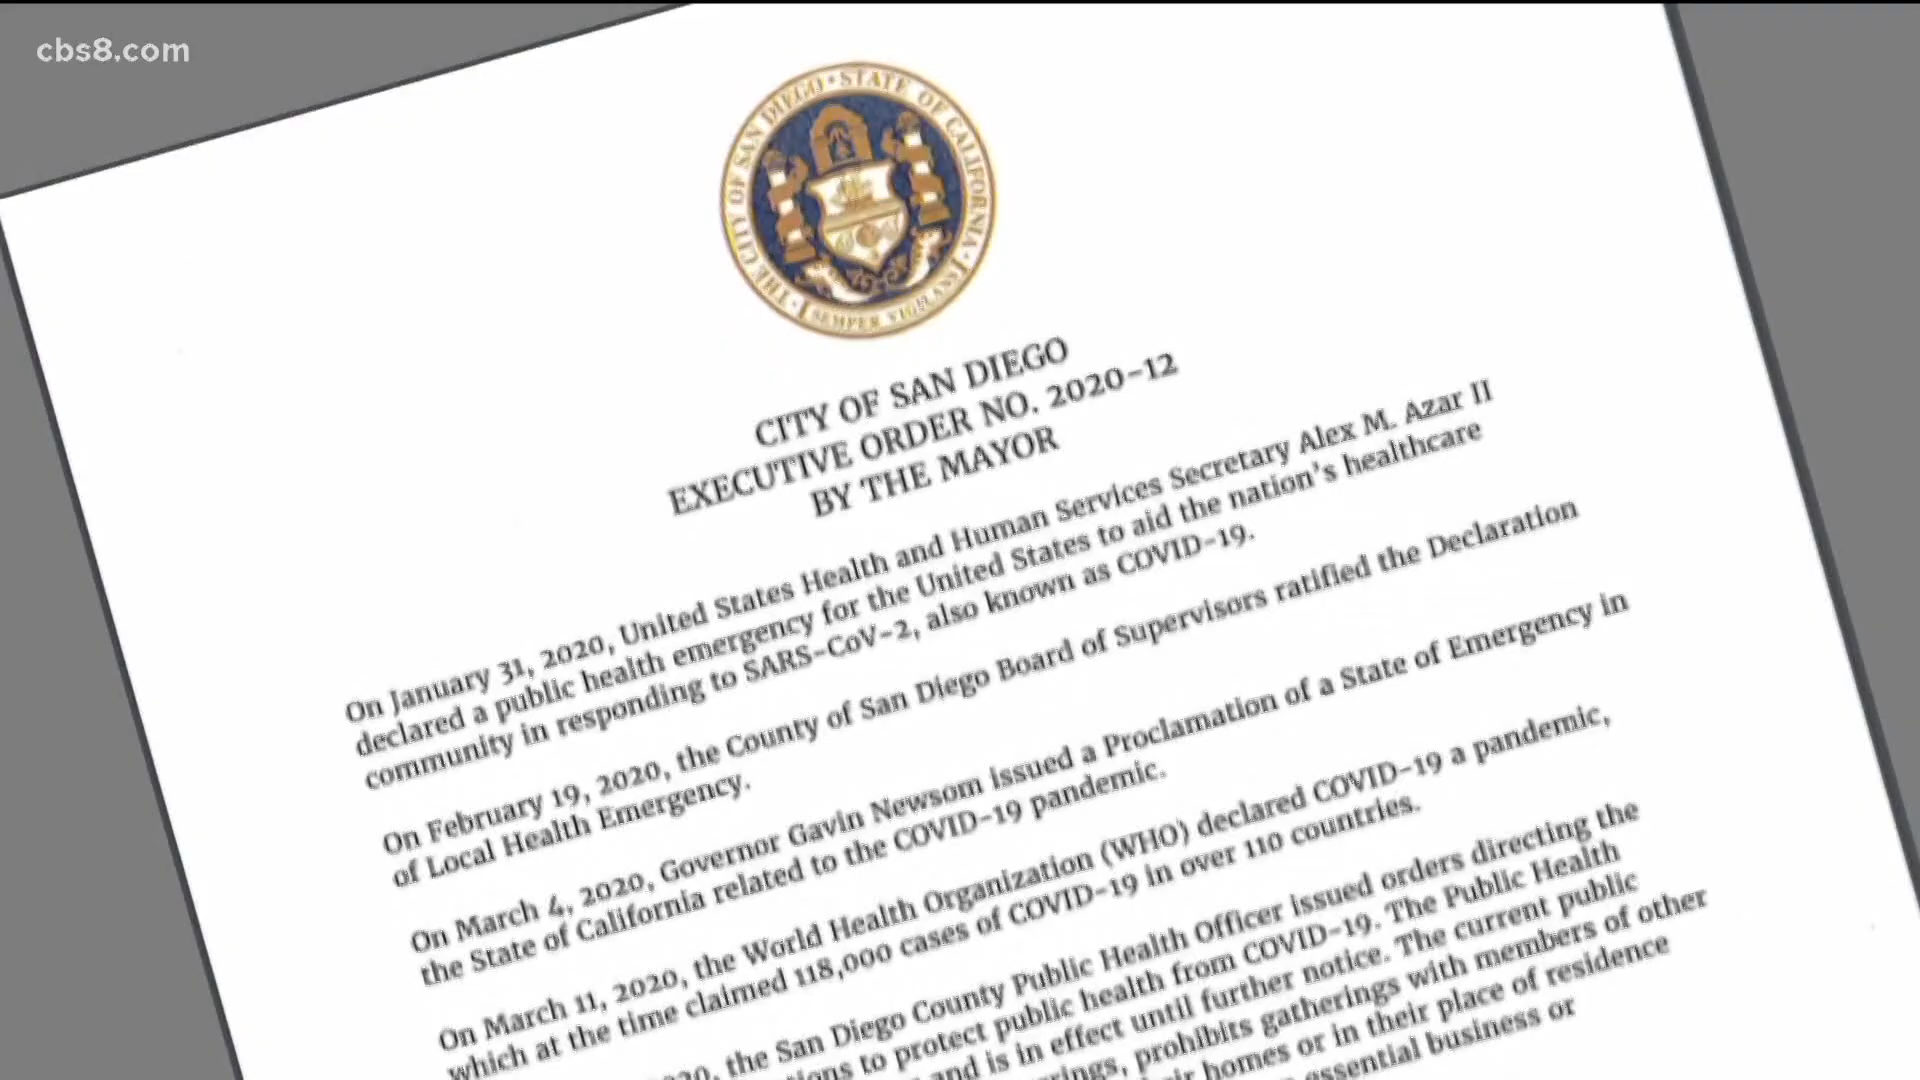 cbs8.com
THE CITY OF SAN DIEGO • STATE OF CALIFORNIA •
SEMPER VIGILANS
CITY OF SAN DIEGO
EXECUTIVE ORDER NO. 2020-12
BY THE MAYOR
On January 31, 2020, United States Health and Human Services Secretary Alex M. Azar II
declared a public health emergency for the United States to aid the nation's healthcare
community in responding to SARS-CoV-2, also known as COVID-19.
On February 19, 2020, the County of San Diego Board of Supervisors ratified the Declaration
of Local Health Emergency.
On March 4, 2020, Governor Gavin Newsom issued a Proclamation of a State of Emergency in
the State of California related to the COVID-19 pandemic.
On March 11, 2020, the World Health Organization (WHO) declared COVID-19 a pandemic,
which at the time claimed 118,000 cases of COVID-19 in over 110 countries.
the San Diego County Public Health Officer issued orders directing the
to protect public health from COVID-19. The Public Health
and is in effect until further notice. The current public
prohibits gatherings with members of other
homes or in their place of residence
essential business or